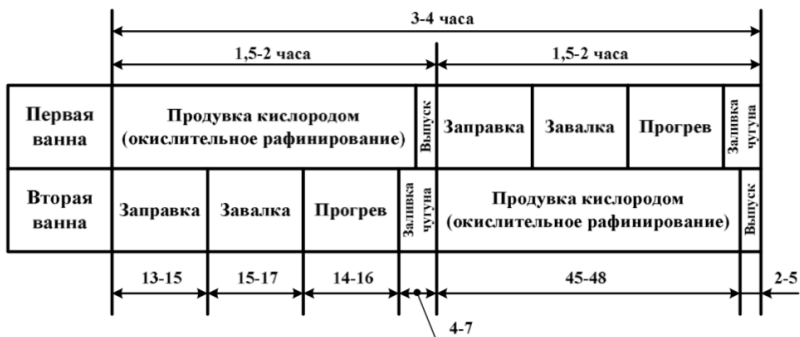 3-4 часа
1,5-2 часа
1,5-2 часа
Первая
ванна
Продувка кислородом
(окислительное рафинирование)
Выпуск
Заправка
Завалка
Прогрев
Заливка
чугуна
Вторая
ванна
Заправка
Завалка
Прогрев
Заливка
чугуна
Продувка кислородом
(окислительное рафинирование)
Выпуск
13-15
15-17
14-16
45-48
2-5
4-7